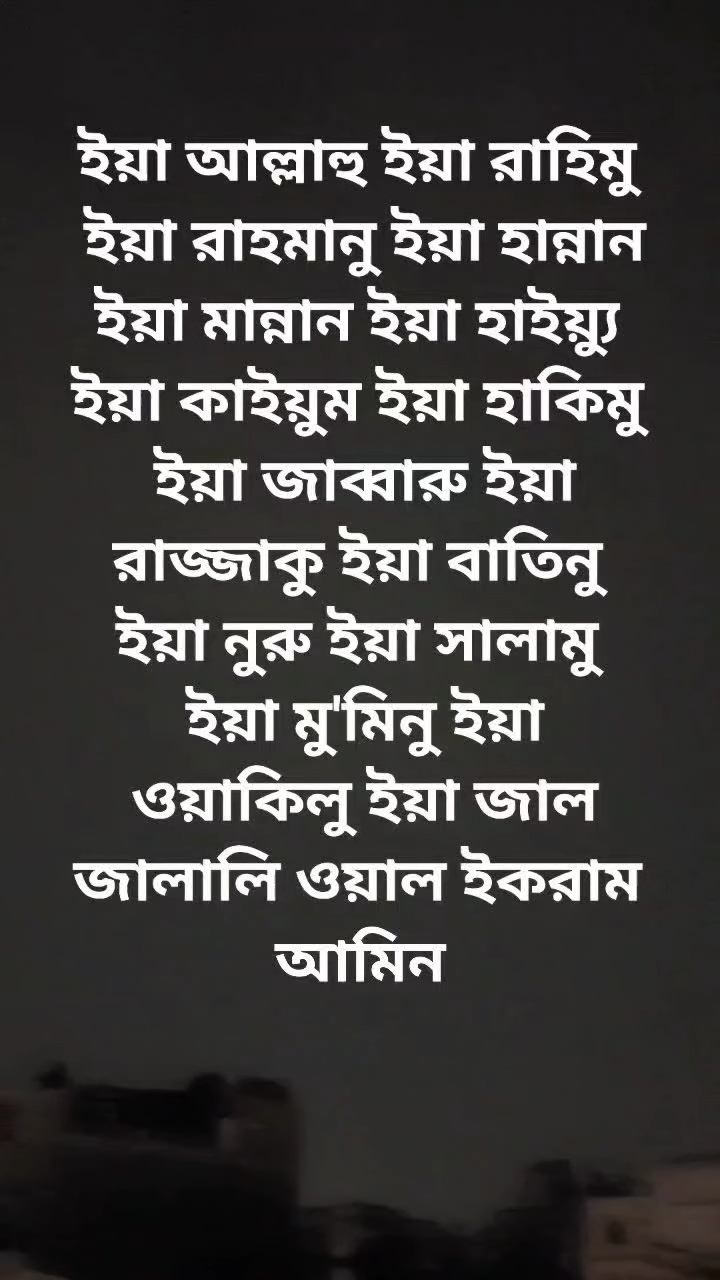 ইয়া আল্লাহু ইয়া রাহিমু
ইয়া রাহমানু ইয়া হান্নান
ইয়া মান্নান ইয়া হাইয়্যু
ইয়া কাইয়ুম ইয়া হাকিমু
ইয়া জাব্বারু ইয়া
রাজ্জাকু ইয়া বাতিনু
ইয়া নুরু ইয়া সালামু
ইয়া মু'মিনু ইয়া
ওয়াকিলু ইয়া জাল
জালালি ওয়াল ইকরাম
আমিন